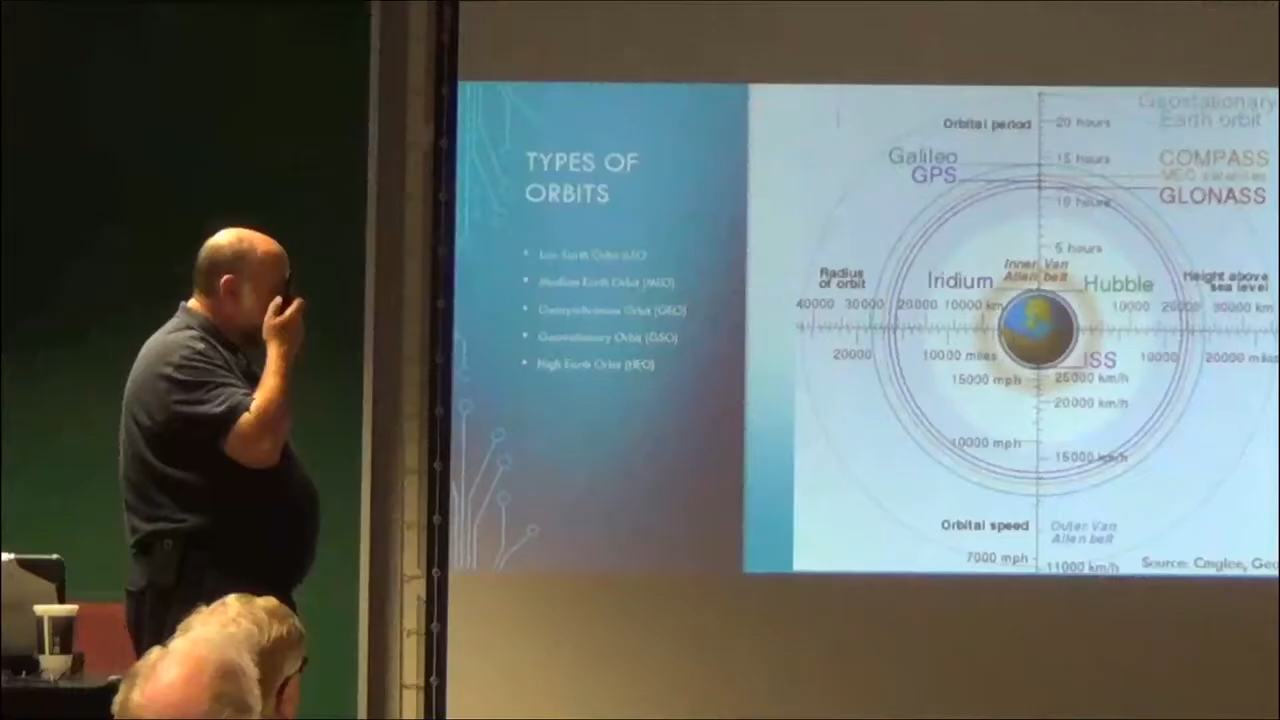 TYPES OF
ORBITS
• Low Earth Orbit (LEO)
• Medium Earth Orbit (MEO)
• Geosynchronous Orbit (GEO)
• Geostationary Orbit (GSO)
• High Earth Orbit (HEO)
Geostationary
Earth orbit
Orbital period
20 hours
Galileo
15 hours
COMPASS
GPS
MEO satellites
GLONASS
10 hours
5 hours
Inner Van
Allen belt
Radius
of orbit
Iridium
Hubble
Height above
sea level
40000 30000 20000 10000 km
10000 20000 30000 km
20000 10000 miles
ISS
10000 20000 miles
15000 mph
25000 km/h
20000 km/h
10000 mph
15000 km/h
Orbital speed
Outer Van
Allen belt
7000 mph
11000 km/h
Source: Cmglee, Geo